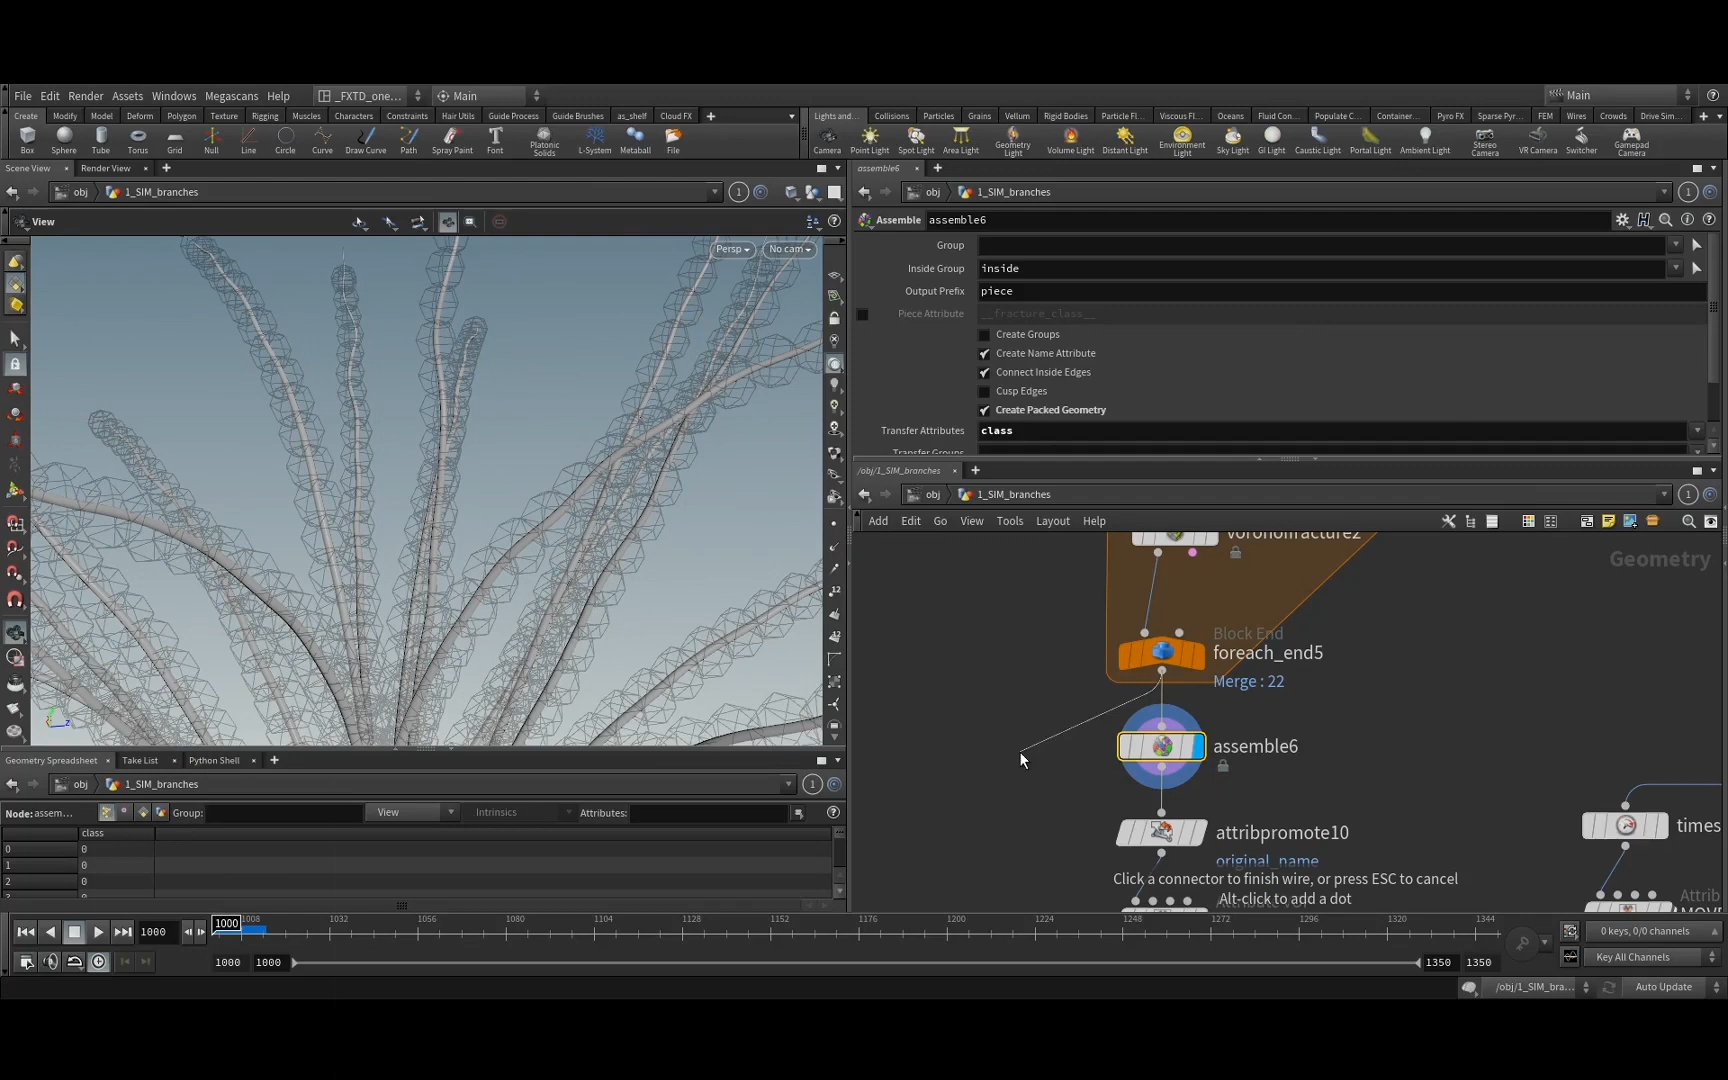 File Edit Render Assets Windows Megascans Help _FXTD_one... Main Main
Create Modify Model Deform Polygon Texture Rigging Muscles Characters Constraints Hair Utils Guide Process Guide Brushes as_shelf Cloud FX
Lights and... Collisions Particles Grains Vellum Rigid Bodies Particle Fl... Viscous Fl... Oceans Fluid Con... Populate C... Container... Pyro FX Sparse Pyr... FEM Wires Crowds Drive Sim...
Box Sphere Tube Torus Grid Null Line Circle Curve Draw Curve Path Spray Paint Font Platonic Solids L-System Metaball File
Camera Point Light Spot Light Area Light Geometry Light Volume Light Distant Light Environment Light Sky Light GI Light Caustic Light Portal Light Ambient Light Stereo Camera VR Camera Switcher Gamepad Camera
Scene View Render View
obj 1_SIM_branches 1
View
Persp No cam
assemble6
obj 1_SIM_branches 1
Assemble assemble6
Group
Inside Group inside
Output Prefix piece
Piece Attribute __fracture_class__
Create Groups
Create Name Attribute
Connect Inside Edges
Cusp Edges
Create Packed Geometry
Transfer Attributes class
Transfer Groups
/obj/1_SIM_branches
obj 1_SIM_branches 1
Add Edit Go View Tools Layout Help
voronoifracture2
Geometry
Block End
foreach_end5
Merge : 22
assemble6
attribpromote10
original_name
times
Click a connector to finish wire, or press ESC to cancel
Alt-click to add a dot
Attrib
Geometry Spreadsheet Take List Python Shell
obj 1_SIM_branches 1
Node: assem... Group: View Intrinsics Attributes:
class
0 0
1 0
2 0
1000 1000 1008 1032 1056 1080 1104 1128 1152 1176 1200 1224 1248 1272 1296 1320 1344
0 keys, 0/0 channels
1000 1000 1350 1350 Key All Channels
/obj/1_SIM_bra... Auto Update